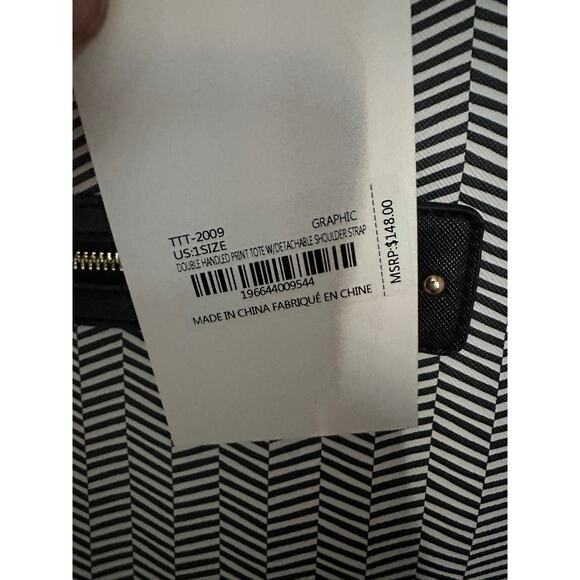 TTT-2009 GRAPHIC
US:1SIZE
DOUBLE HANDLED PRINT TOTE W/DETACHABLE SHOULDER STRAP
196644009544
MADE IN CHINA FABRIQUÉ EN CHINE
MSRP:$148.00